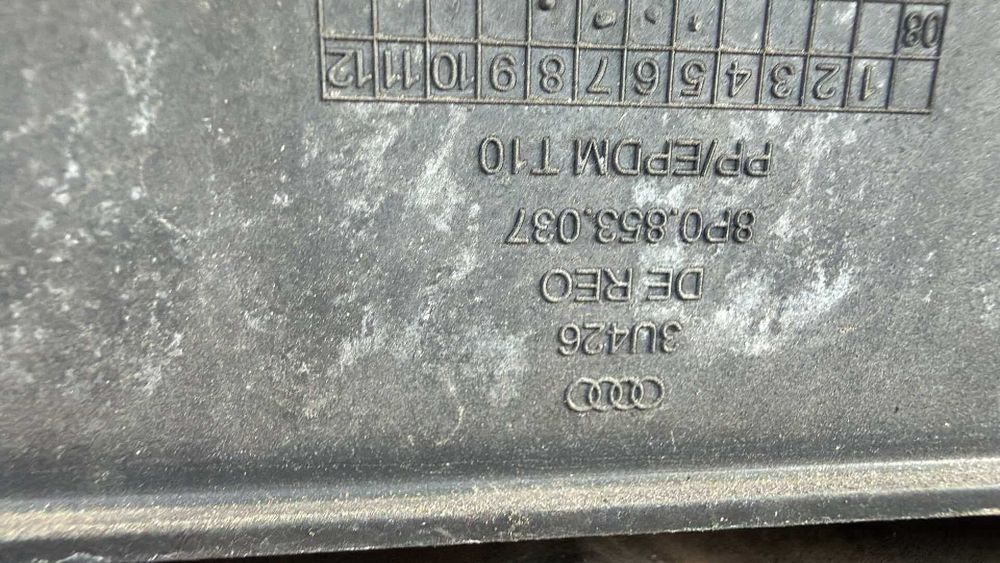 3U426
DE REO
8P0.853.037
PP/EPDM T10
1 2 3 4 5 6 7 8 9 10 11 12
08